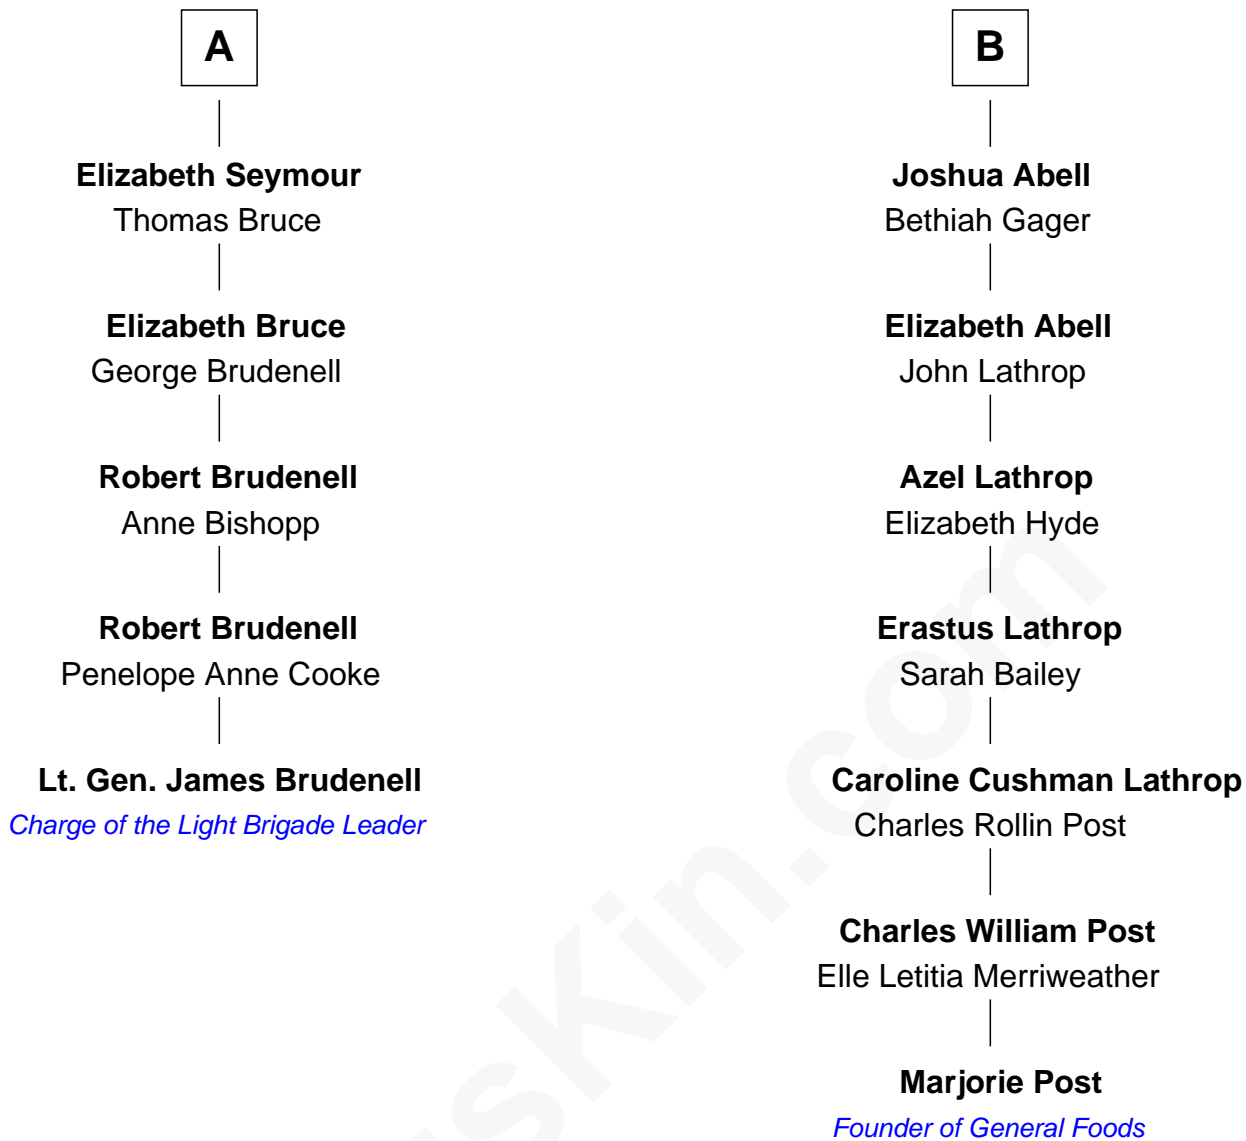 A
Elizabeth Seymour
Thomas Bruce
Elizabeth Bruce
George Brudenell
Robert Brudenell
Anne Bishopp
Robert Brudenell
Penelope Anne Cooke
Lt. Gen. James Brudenell
Charge of the Light Brigade Leader
B
Joshua Abell
Bethiah Gager
Elizabeth Abell
John Lathrop
Azel Lathrop
Elizabeth Hyde
Erastus Lathrop
Sarah Bailey
Caroline Cushman Lathrop
Charles Rollin Post
Charles William Post
Elle Letitia Merriweather
Marjorie Post
Founder of General Foods